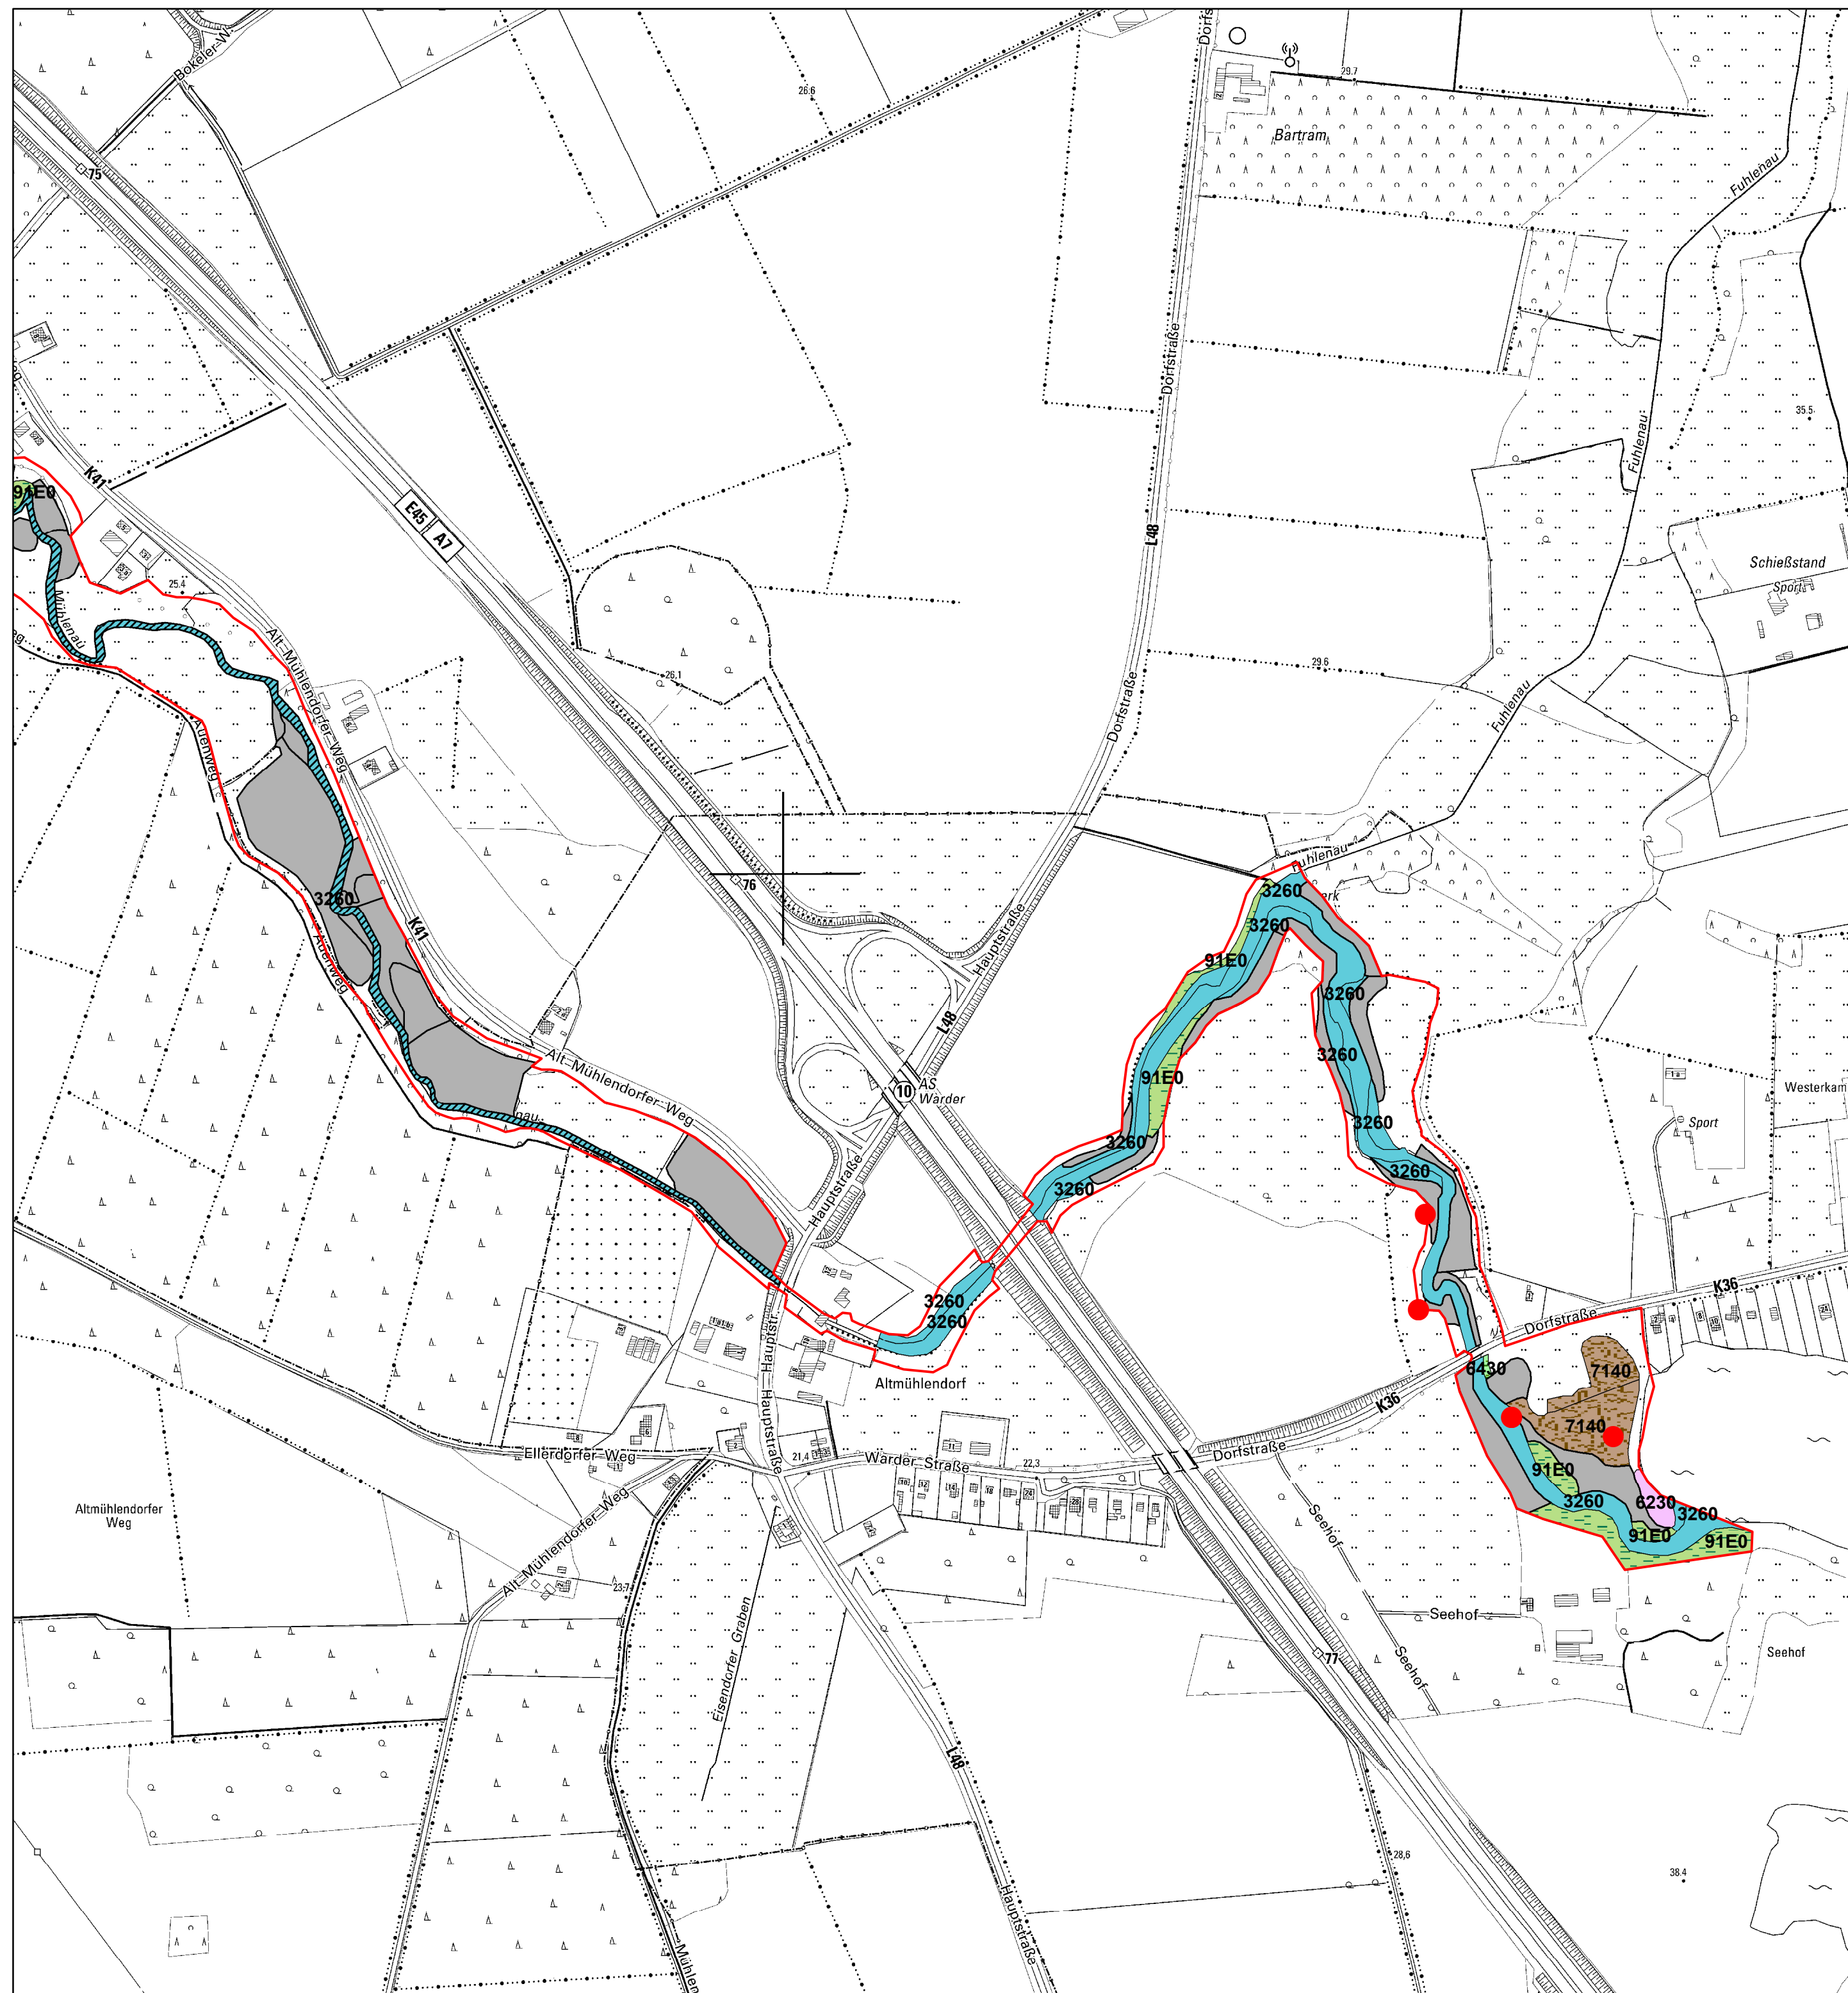 Bokeler-W.
Dorfs
29.7
26.6
Bartram
Fuhlenau
75
Dorfstraße
35.5
Fuhlenau
K41
91E0
E45
A7
L48
Schießstand
Sport
25.4
Mühlenau
Alt-Mühlendorfer-Weg
29.6
26,1
Dorfstraße
Fuhlenau
Auenweg
Fuhlenau
76
3260
3260
3260
K41
Hauptstraße
91E0
Auenweg
3260
L48
3260
Alt-Mühlendorfer-Weg
10
AS
Warder
91E0
Westerkam
nau
3260
Sport
3260
3260
3260
Hauptstraße
K36
3260
3260
Dorfstraße
Hauptstr.
Altmühlendorf
6430
7140
K36
Hauptstraße
7140
Ellerdorfer-Weg
21,4
Warder-Straße
22,3
Dorfstraße
91E0
Altmühlendorfer
Weg
Alt-Mühlendorfer-Weg
3260
6230
3260
Seehof
91E0
91E0
23,7
Eisendorfer Graben
Seehof
Seehof
Seehof
77
L48
28,6
38.4
Hauptstraße
Mühlen